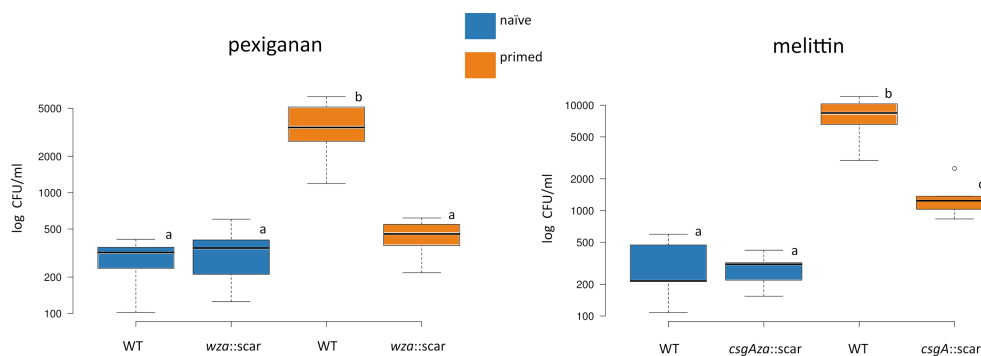 naïve
primed
pexiganan
log CFU/ml
5000
2000
1000
500
200
100
a
a
b
a
WT
wza::scar
WT
wza::scar
melittin
log CFU/ml
10000
5000
2000
1000
500
200
100
a
a
b
WT
csgAza::scar
WT
csgA::scar